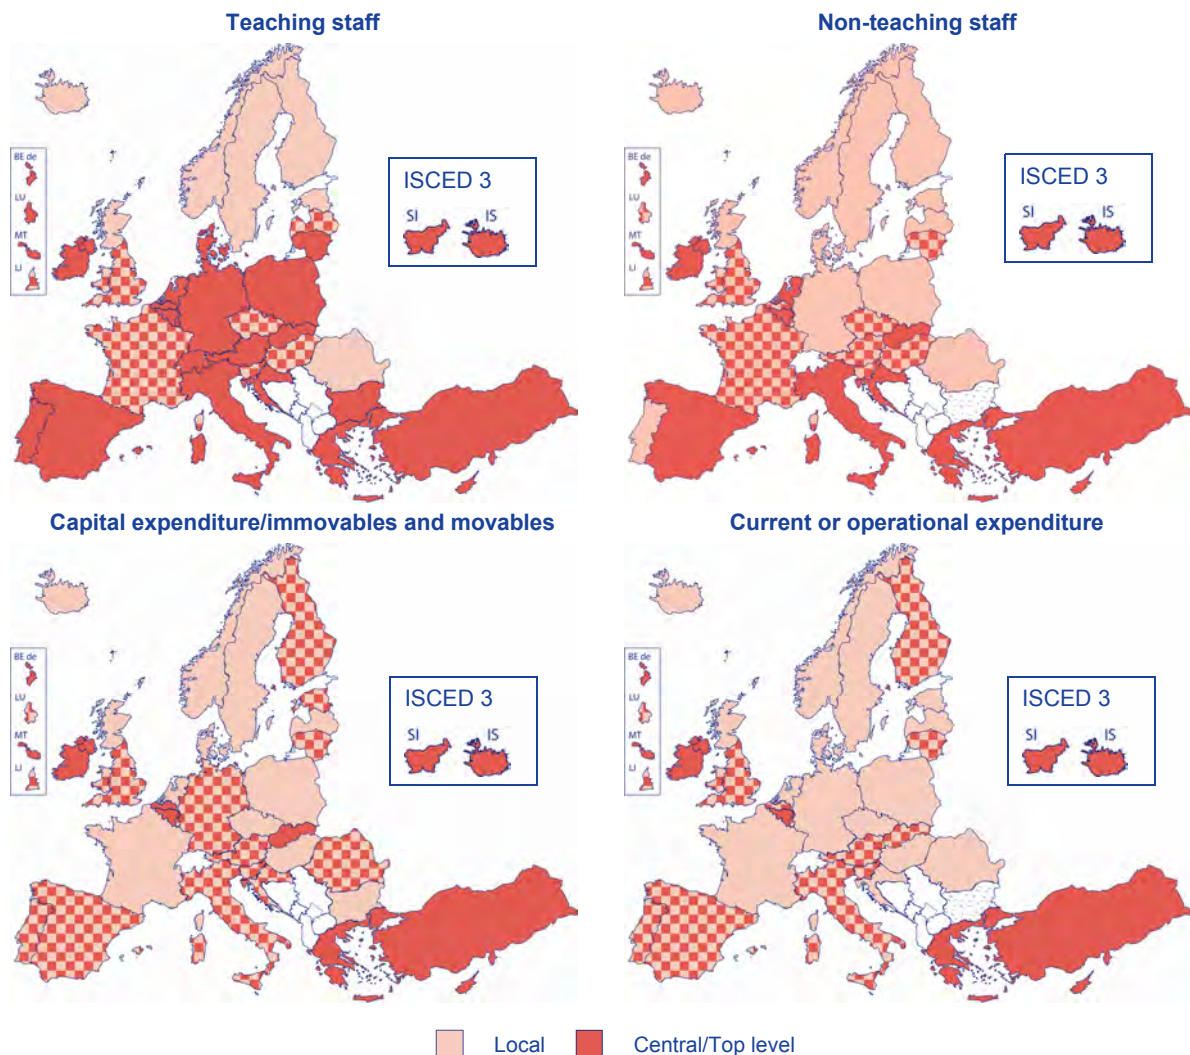 Teaching staff
Non-teaching staff
BE de
LU
MT
LI
ISCED 3
SI IS
BE de
LU
MT
LI
ISCED 3
SI IS
Capital expenditure/immovables and movables
Current or operational expenditure
BE de
LU
MT
LI
ISCED 3
SI IS
BE de
LU
MT
LI
ISCED 3
SI IS
Local Central/Top level